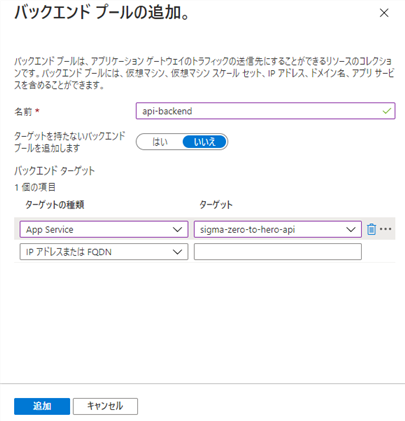 バックエンド プールの追加。
バックエンド プールは、アプリケーション ゲートウェイのトラフィックの送信先にすることができるリソースのコレクション
です。バックエンド プールには、仮想マシン、仮想マシン スケール セット、IP アドレス、ドメイン名、アプリ サービス
を含めることができます。
名前 * api-backend
ターゲットを持たないバックエンド はい いいえ
プールを追加します
バックエンド ターゲット
1 個の項目
ターゲットの種類 ターゲット
App Service sigma-zero-to-hero-api
IP アドレスまたは FQDN
追加 キャンセル